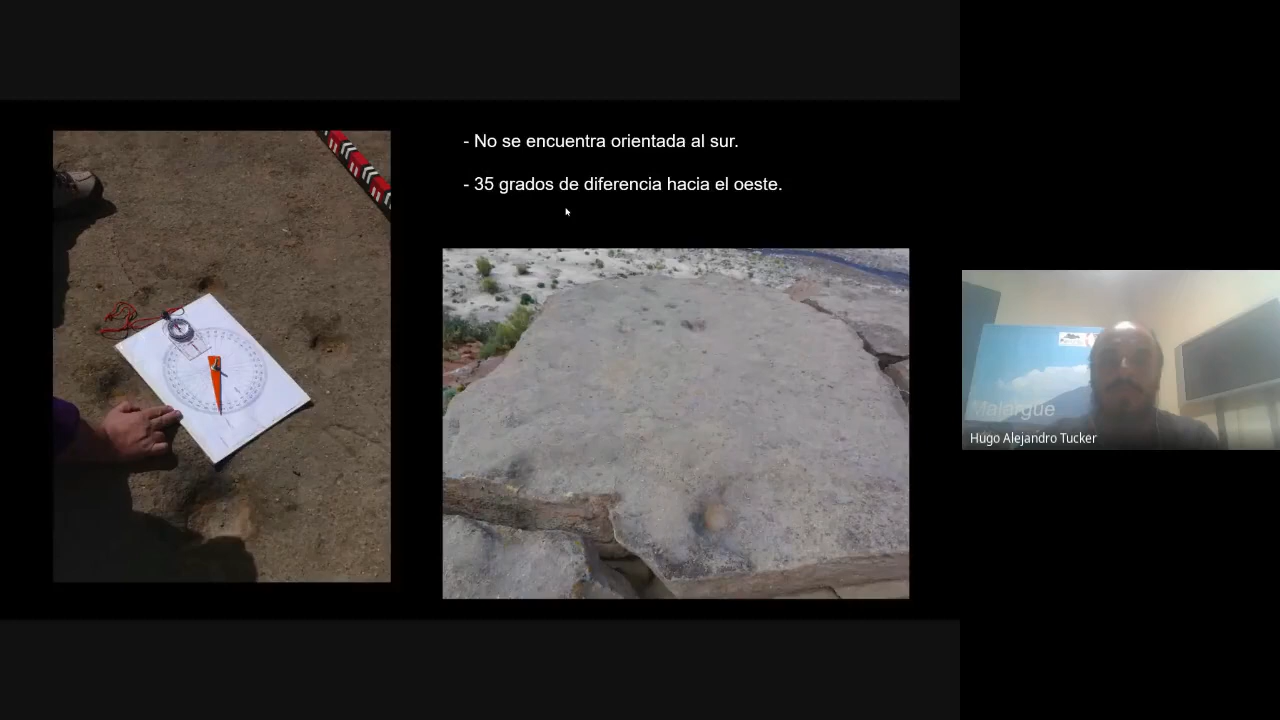 - No se encuentra orientada al sur.
- 35 grados de diferencia hacia el oeste.
Malargüe
Hugo Alejandro Tucker